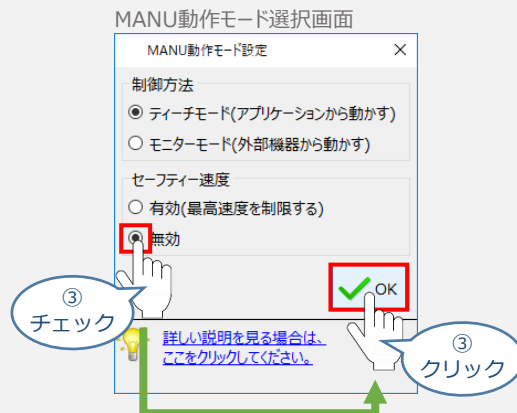 MANU動作モード選択画面
MANU動作モード設定
制御方法
ティーチモード(アプリケーションから動かす)
モニターモード(外部機器から動かす)
セーフティー速度
有効(最高速度を制限する)
無効
OK
③
チェック
詳しい説明を見る場合は、
ここをクリックしてください。
③
クリック